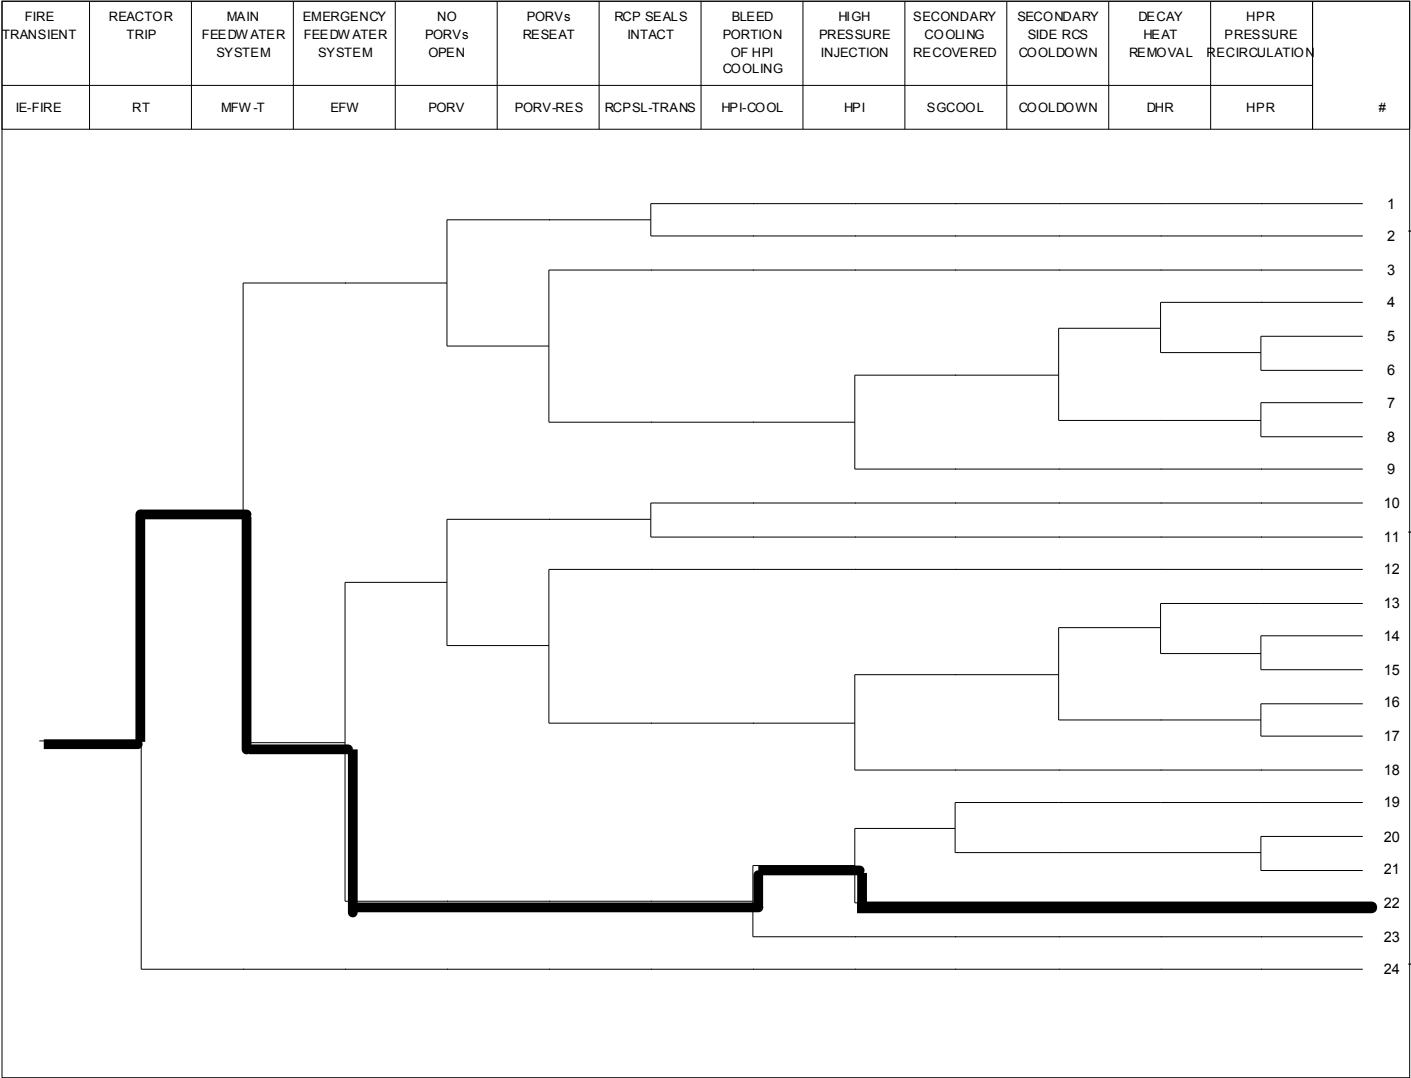 FIRE
TRANSIENT
REACTOR
TRIP
MAIN
FEEDWATER
SYSTEM
EMERGENCY
FEEDWATER
SYSTEM
NO
PORVs
OPEN
PORVs
RESEAT
RCP SEALS
INTACT
BLEED
PORTION
OF HPI
COOLING
HIGH
PRESSURE
INJECTION
SECONDARY
COOLING
RECOVERED
SECONDARY
SIDE RCS
COOLDOWN
DECAY
HEAT
REMOVAL
HPR
PRESSURE
RECIRCULATION
IE-FIRE
RT
MFW-T
EFW
PORV
PORV-RES
RCPSL-TRANS
HPI-COOL
HPI
SGCOOL
COOLDOWN
DHR
HPR
#
1
2
3
4
5
6
7
8
9
10
11
12
13
14
15
16
17
18
19
20
21
22
23
24